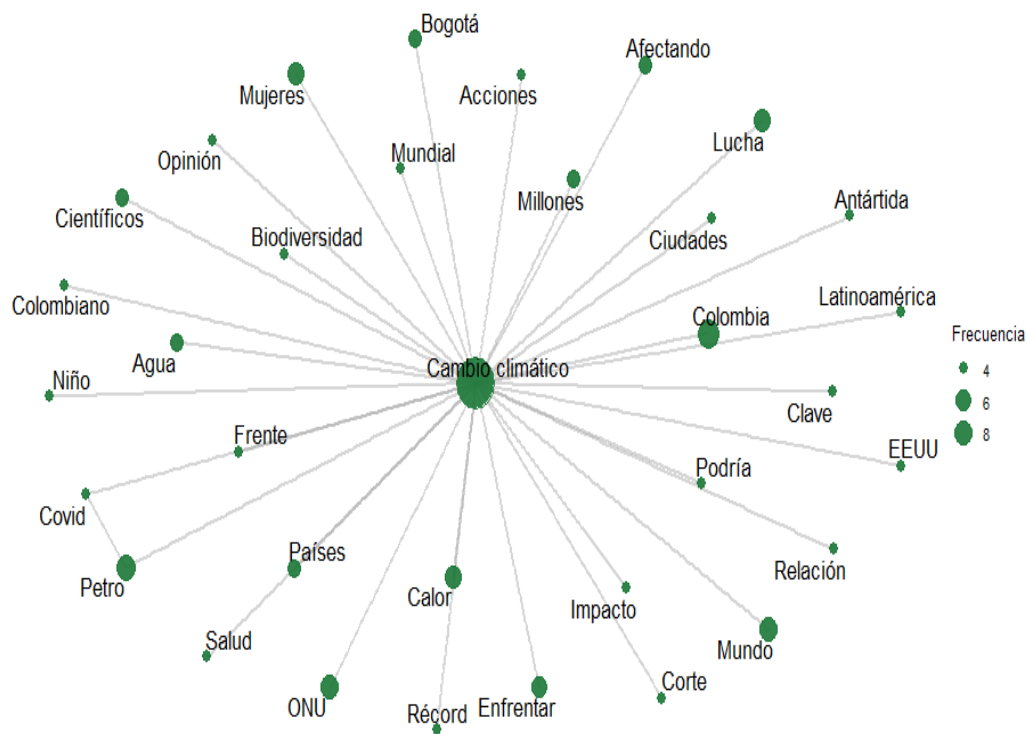 Bogotá
Afectando
Mujeres
Acciones
Lucha
Opinión
Mundial
Millones
Antártida
Científicos
Biodiversidad
Ciudades
Colombiano
Latinoamérica
Colombia
Frecuencia
Agua
Cambio climático
4
Niño
Clave
6
Frente
8
EEUU
Podría
Covid
Países
Relación
Petro
Calor
Impacto
Salud
Mundo
Corte
ONU
Récord
Enfrentar